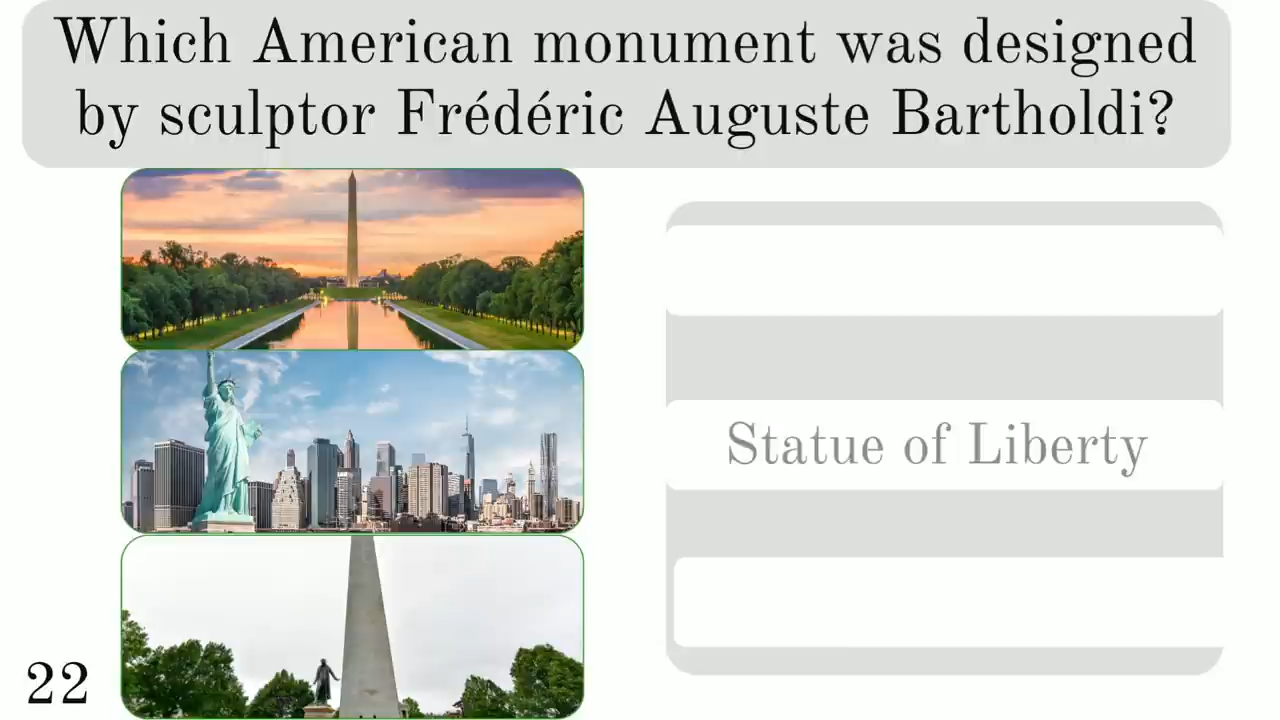 Which American monument was designed
by sculptor Frédéric Auguste Bartholdi?
Statue of Liberty
22